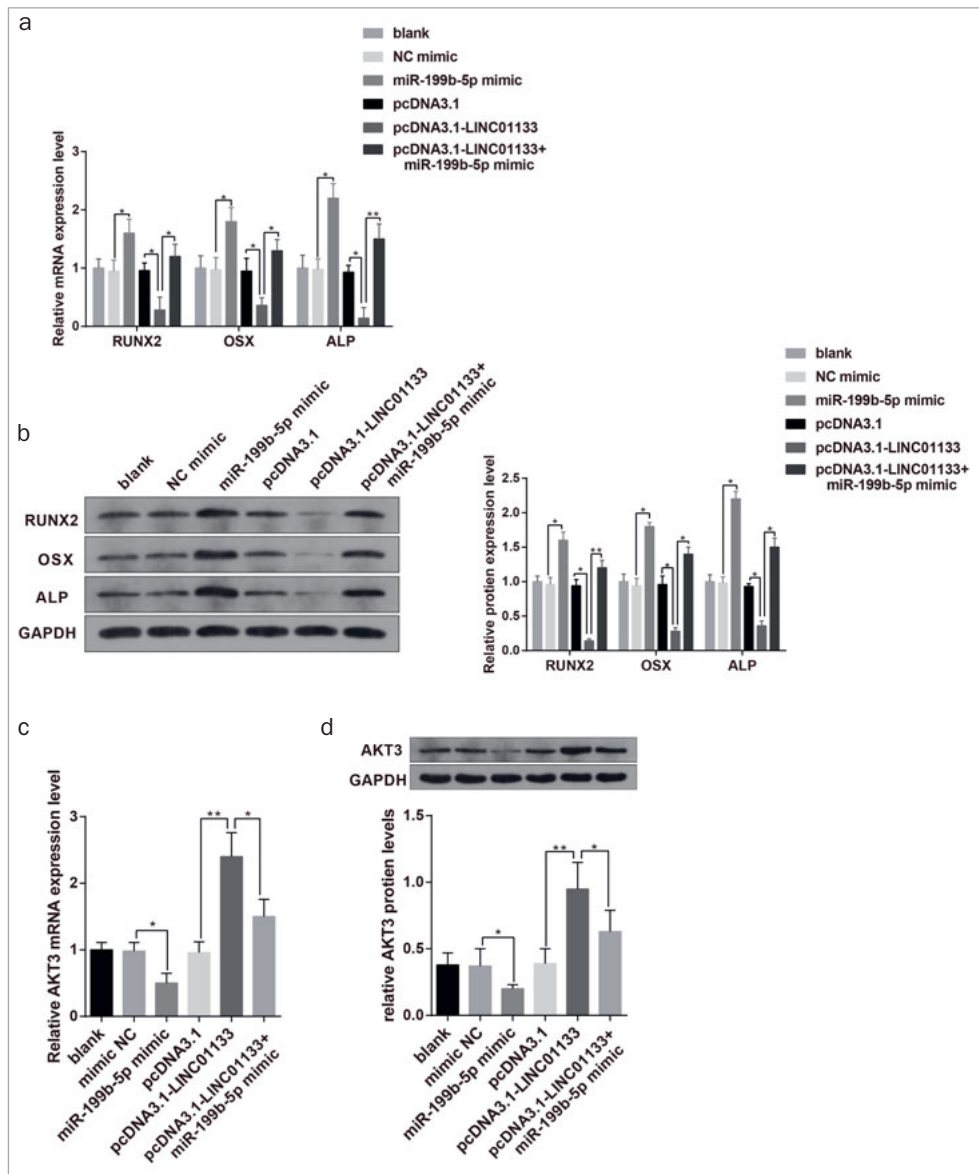 a
blank
NC mimic
miR-199b-5p mimic
pcDNA3.1
pcDNA3.1-LINC01133
pcDNA3.1-LINC01133+
miR-199b-5p mimic
Relative mRNA expression level
3
2
1
0
* * * * * * * * **
RUNX2 OSX ALP
b
blank
NC mimic
miR-199b-5p mimic
pcDNA3.1
pcDNA3.1-LINC01133
pcDNA3.1-LINC01133+
miR-199b-5p mimic
RUNX2
OSX
ALP
GAPDH
blank
NC mimic
miR-199b-5p mimic
pcDNA3.1
pcDNA3.1-LINC01133
pcDNA3.1-LINC01133+
miR-199b-5p mimic
Relative protien expression level
2.5
2.0
1.5
1.0
0.5
0.0
* * ** * * * * * *
RUNX2 OSX ALP
c
Relative AKT3 mRNA expression level
3
2
1
0
* ** *
blank
mimic NC
miR-199b-5p mimic
pcDNA3.1
pcDNA3.1-LINC01133
pcDNA3.1-LINC01133+
miR-199b-5p mimic
d
AKT3
GAPDH
relative AKT3 protien levels
1.5
1.0
0.5
0.0
* ** *
blank
mimic NC
miR-199b-5p mimic
pcDNA3.1
pcDNA3.1-LINC01133
pcDNA3.1-LINC01133+
miR-199b-5p mimic